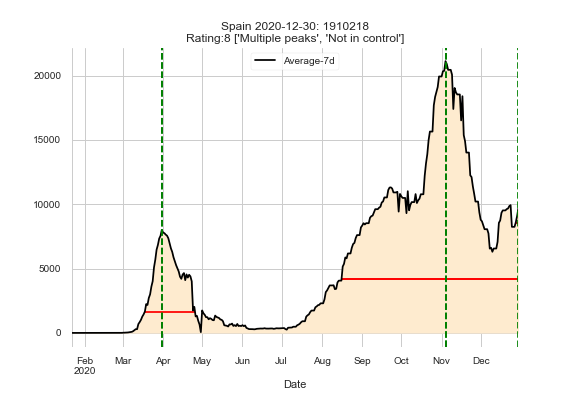 Spain 2020-12-30: 1910218
Rating:8 ['Multiple peaks', 'Not in control']
Average-7d
20000
15000
10000
5000
0
Feb Mar Apr May Jun Jul Aug Sep Oct Nov Dec
2020
Date